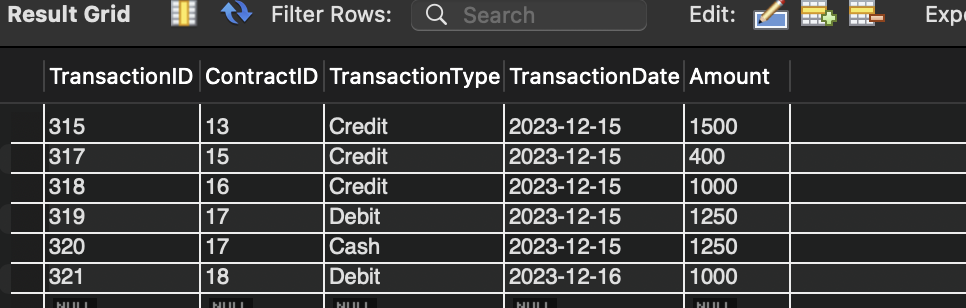 Result Grid Filter Rows: Search Edit: Expo
TransactionID ContractID TransactionType TransactionDate Amount
315 13 Credit 2023-12-15 1500
317 15 Credit 2023-12-15 400
318 16 Credit 2023-12-15 1000
319 17 Debit 2023-12-15 1250
320 17 Cash 2023-12-15 1250
321 18 Debit 2023-12-16 1000
NULL NULL NULL NULL NULL